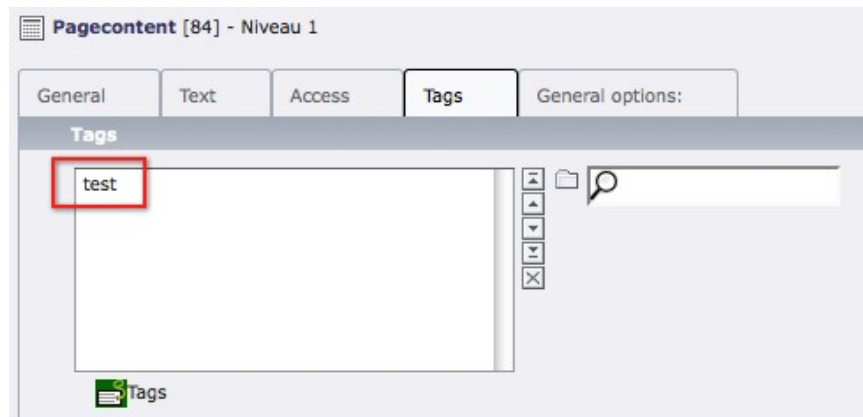 Pagecontent [84] - Niveau 1
General Text Access Tags General options:
Tags
test
Tags